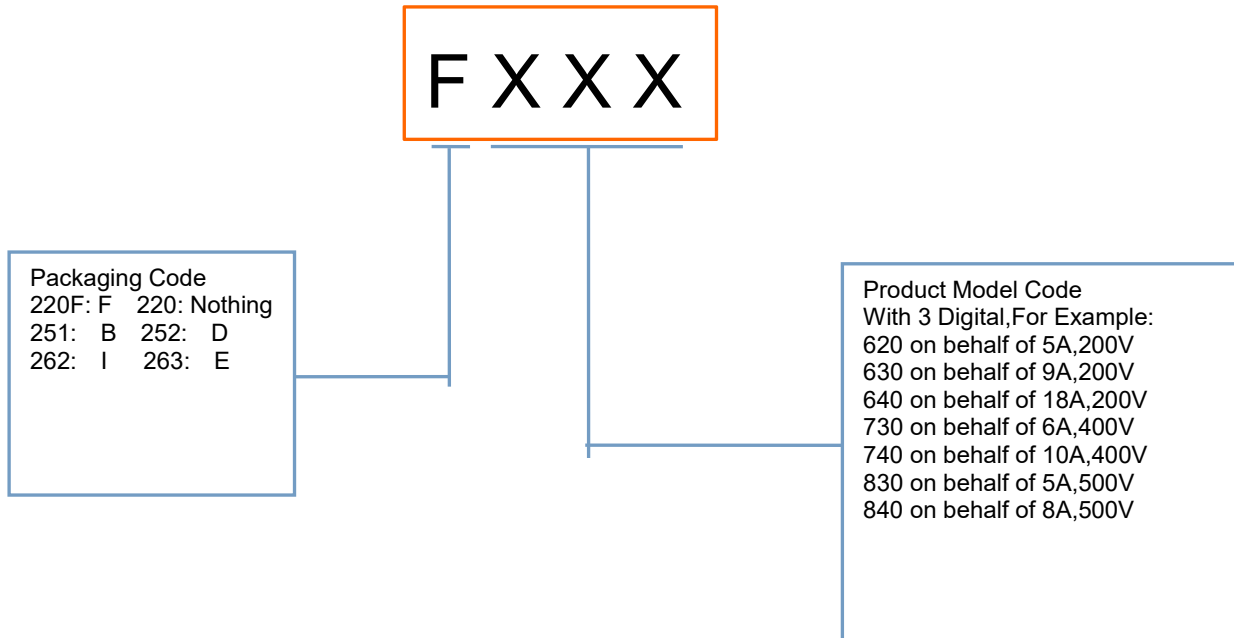 F X X X
Packaging Code
220F: F 220: Nothing
251: B 252: D
262: I 263: E
Product Model Code
With 3 Digital,For Example:
620 on behalf of 5A,200V
630 on behalf of 9A,200V
640 on behalf of 18A,200V
730 on behalf of 6A,400V
740 on behalf of 10A,400V
830 on behalf of 5A,500V
840 on behalf of 8A,500V